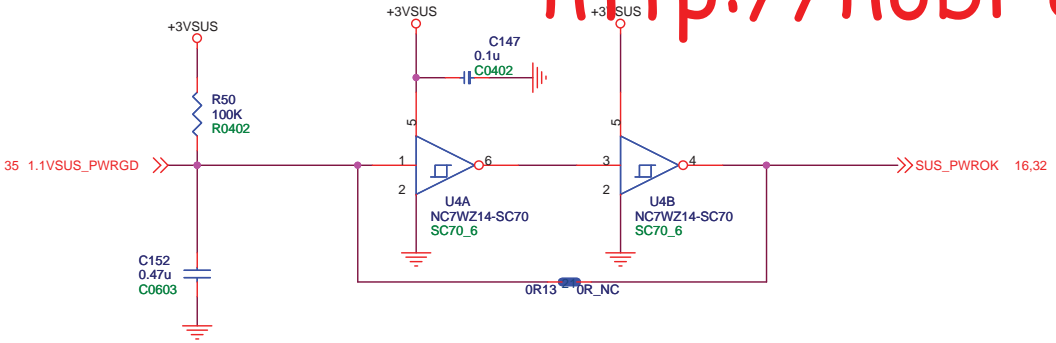 +3VSUS
+3VSUS
+3VSUS
C147
0.1u
C0402
R50
100K
R0402
5
5
35 1.1VSUS_PWRGD
1
6
3
4
SUS_PWROK 16,32
2
2
U4A
NC7WZ14-SC70
SC70_6
U4B
NC7WZ14-SC70
SC70_6
C152
0.47u
C0603
0R13
0R_NC